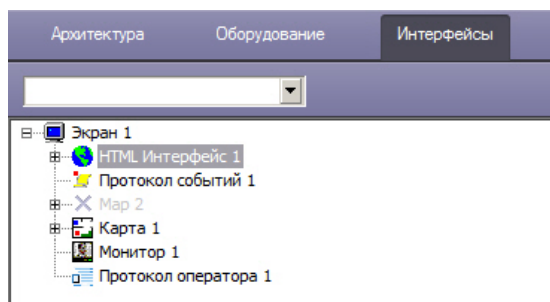 Архитектура Оборудование Интерфейсы
Экран 1
HTML Интерфейс 1
Протокол событий 1
Map 2
Карта 1
Монитор 1
Протокол оператора 1